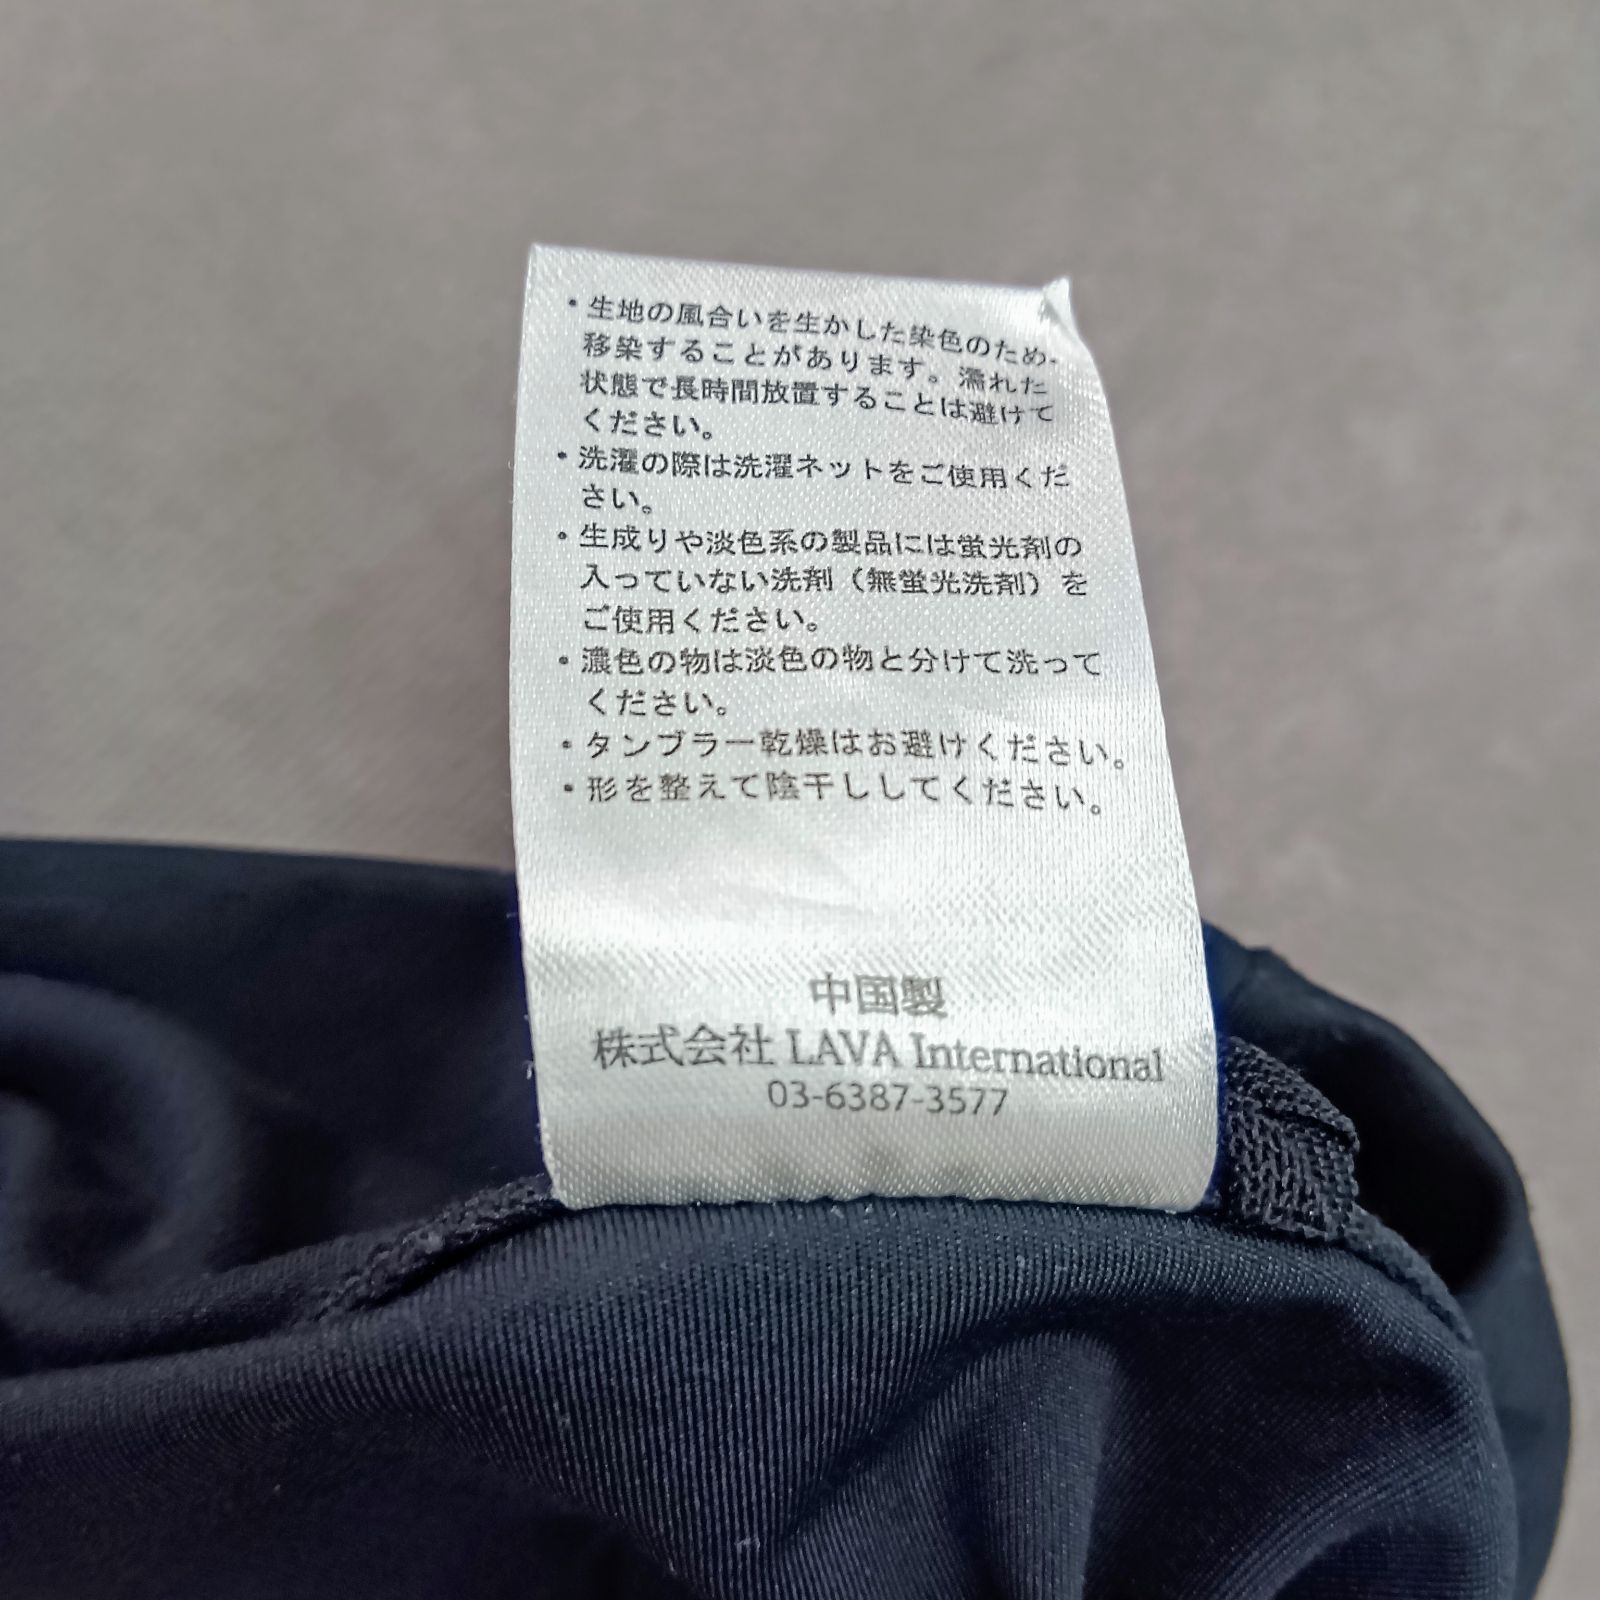 ・生地の風合いを生かした染色のため、
移染することがあります。濡れた
状態で長時間放置することは避けて
ください。
・洗濯の際は洗濯ネットをご使用くだ
さい。
・生成りや淡色系の製品には蛍光剤の
入っていない洗剤（無蛍光洗剤）を
ご使用ください。
・濃色の物は淡色の物と分けて洗って
ください。
・タンブラー乾燥はお避けください。
・形を整えて陰干ししてください。
中国製
株式会社 LAVA International
03-6387-3577